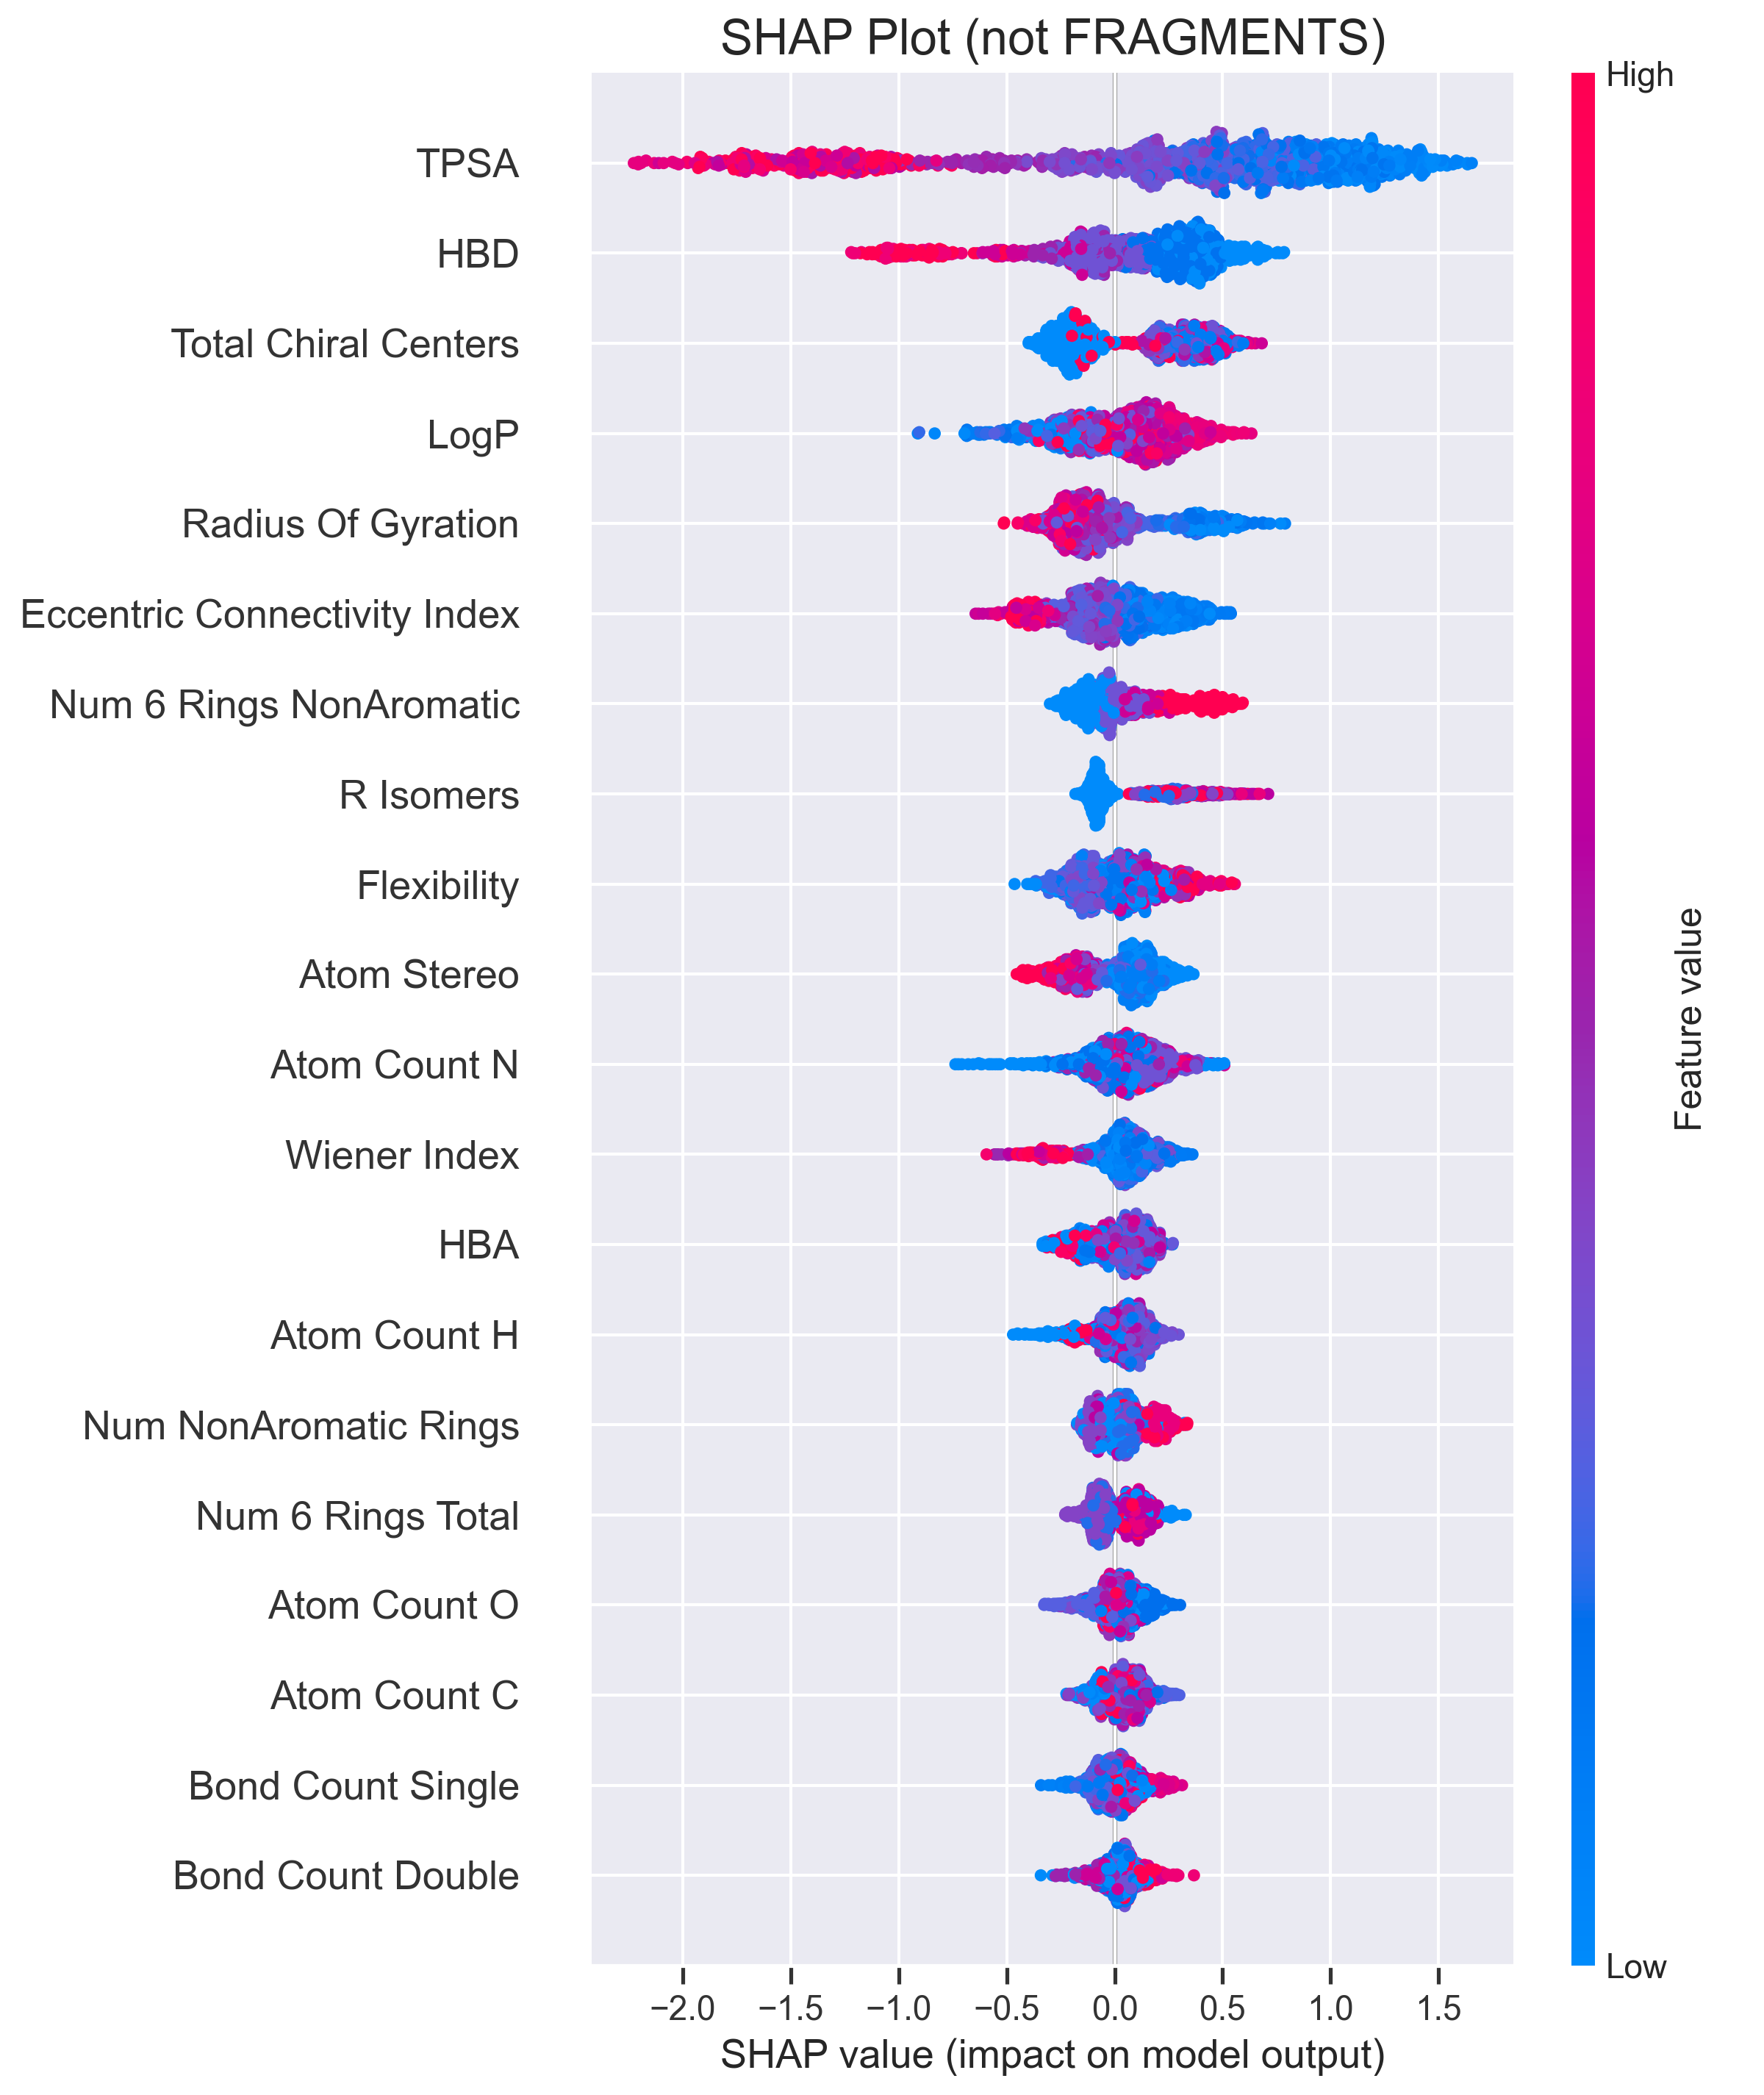 SHAP Plot (not FRAGMENTS)
High
TPSA
HBD
Total Chiral Centers
LogP
Radius Of Gyration
Eccentric Connectivity Index
Num 6 Rings NonAromatic
R Isomers
Flexibility
Atom Stereo
Atom Count N
Wiener Index
HBA
Atom Count H
Num NonAromatic Rings
Num 6 Rings Total
Atom Count O
Atom Count C
Bond Count Single
Bond Count Double
Feature value
Low
−2.0 −1.5 −1.0 −0.5 0.0 0.5 1.0 1.5
SHAP value (impact on model output)